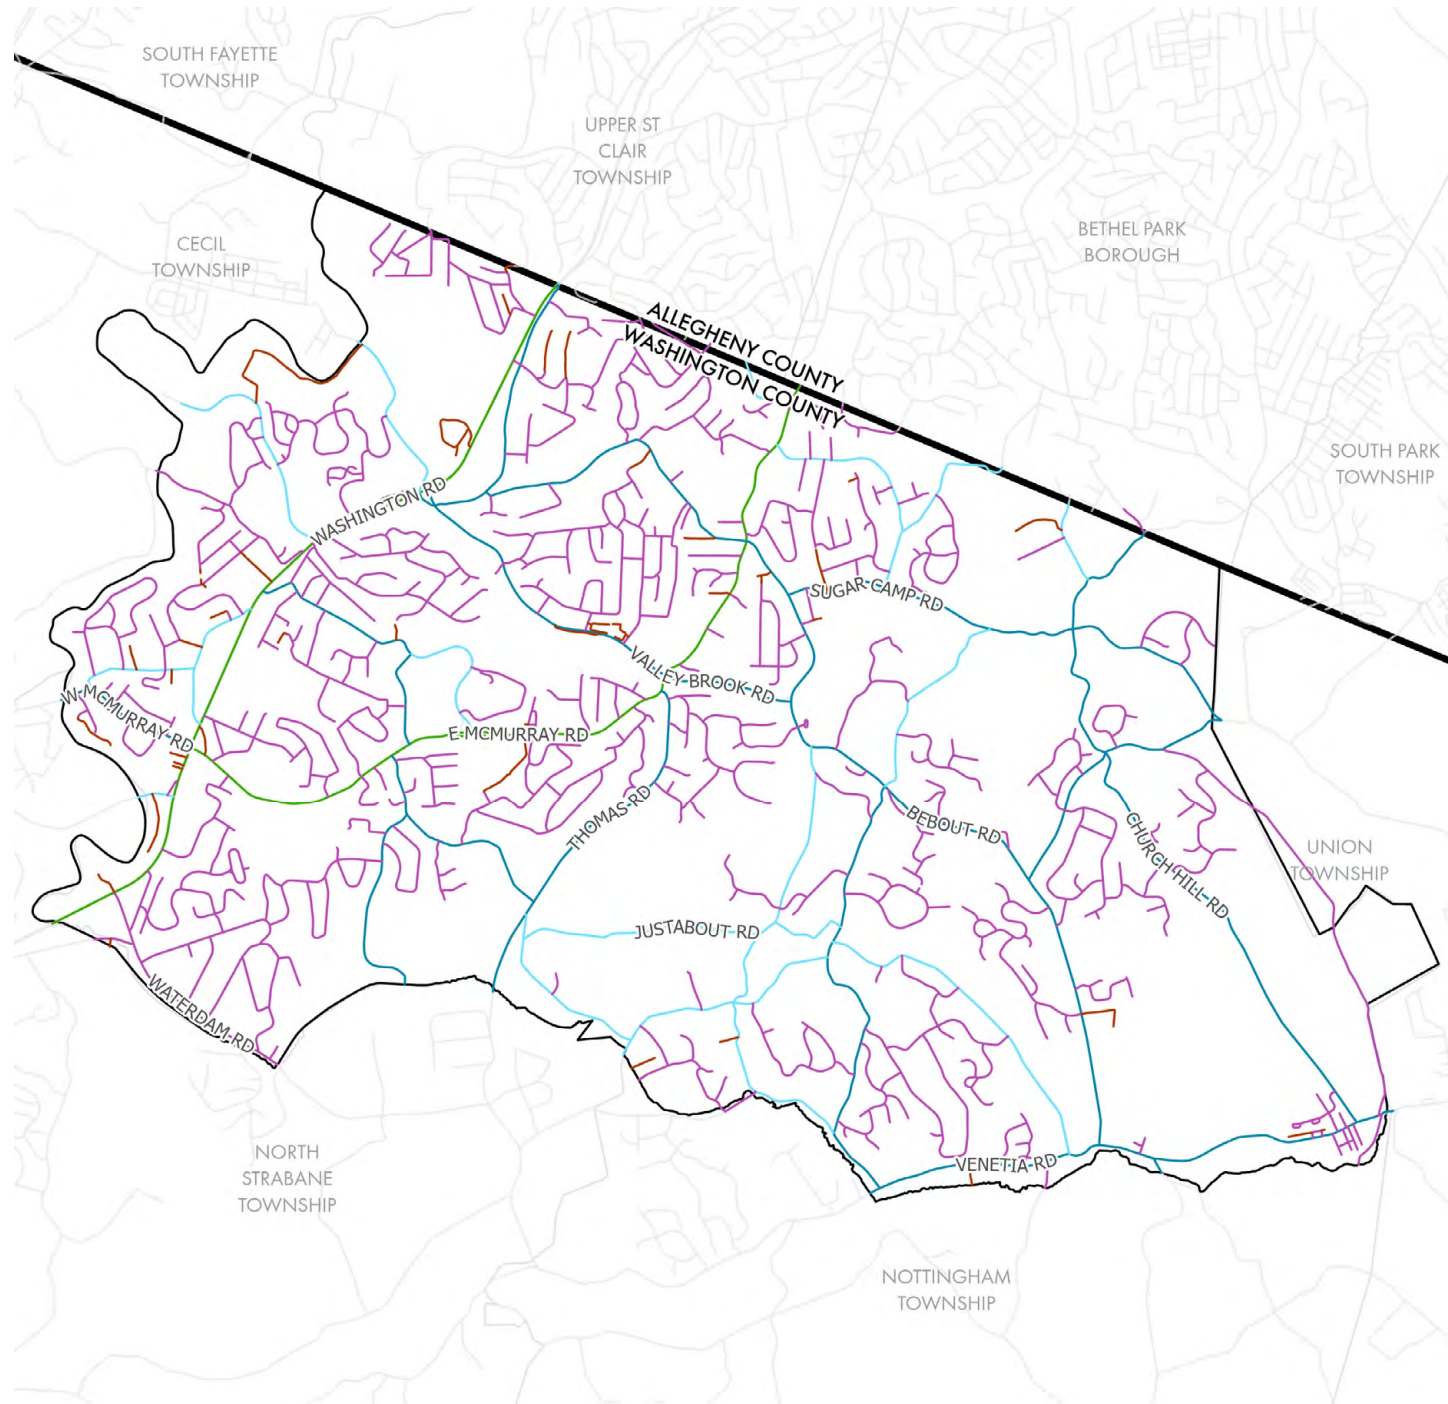 SOUTH FAYETTE
TOWNSHIP
UPPER ST
CLAIR
TOWNSHIP
CECIL
TOWNSHIP
BETHEL PARK
BOROUGH
ALLEGHENY COUNTY
WASHINGTON COUNTY
SOUTH PARK
TOWNSHIP
WASHINGTON RD
SUGAR CAMP RD
VALLEY BROOK RD
W MCMURRAY RD
E MCMURRAY RD
THOMAS RD
BEBOUT RD
CHURCH HILL RD
UNION
TOWNSHIP
JUSTABOUT RD
WATERDAM RD
VENETIA RD
NORTH
STRABANE
TOWNSHIP
NOTTINGHAM
TOWNSHIP